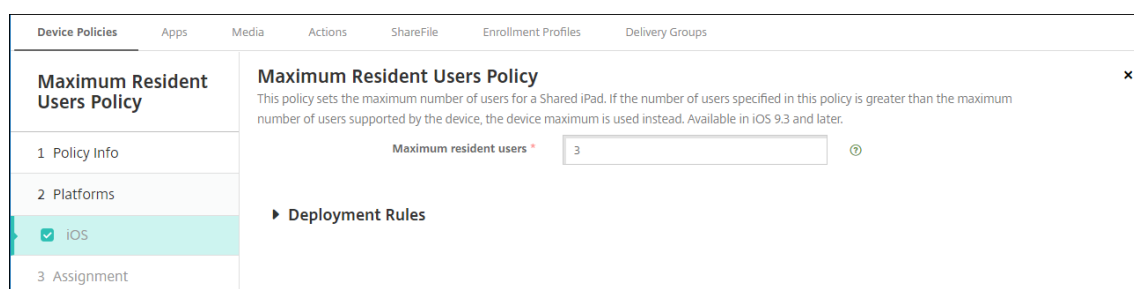 Device Policies Apps Media Actions ShareFile Enrollment Profiles Delivery Groups
Maximum Resident
Users Policy
1 Policy Info
2 Platforms
iOS
3 Assignment
Maximum Resident Users Policy
This policy sets the maximum number of users for a Shared iPad. If the number of users specified in this policy is greater than the maximum
number of users supported by the device, the device maximum is used instead. Available in iOS 9.3 and later.
Maximum resident users * 3
Deployment Rules